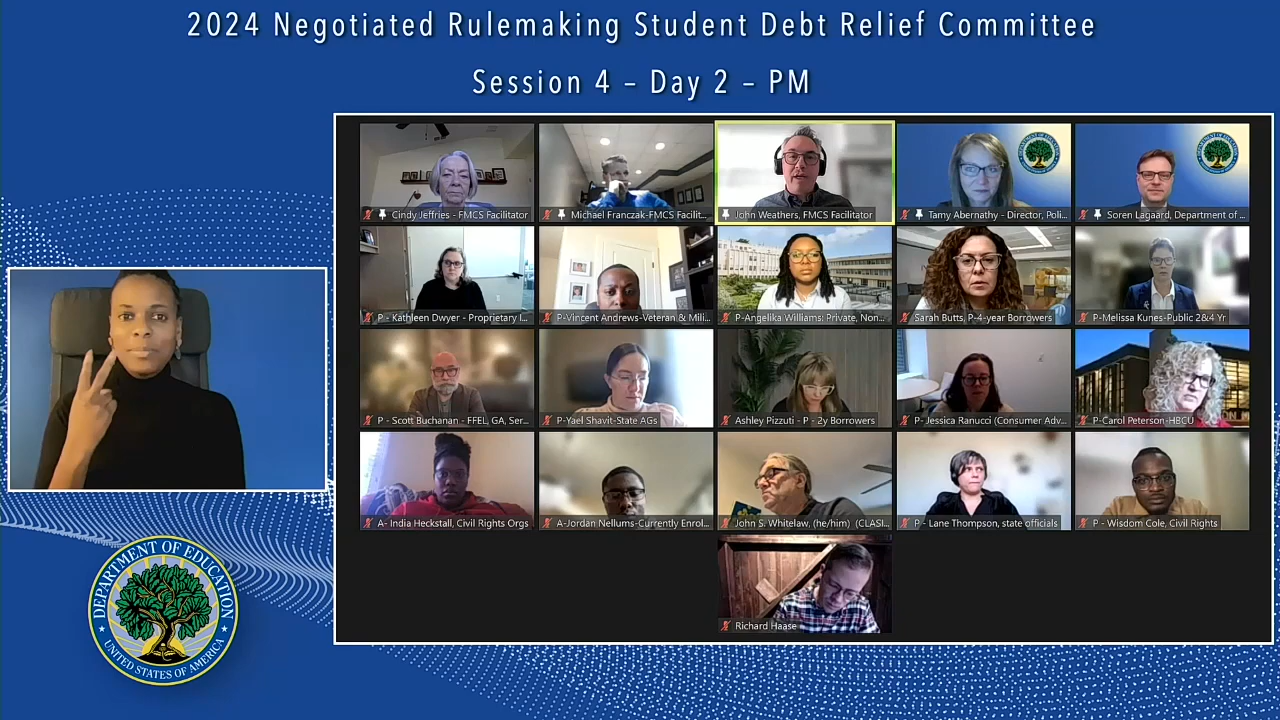 2024 Negotiated Rulemaking Student Debt Relief Committee
Session 4 – Day 2 – PM
Cindy Jeffries - FMCS Facilitator
Michael Franczak-FMCS Facilit...
John Weathers, FMCS Facilitator
Tamy Abernathy - Director, Poli...
Soren Lagaard, Department of ...
P - Kathleen Dwyer - Proprietary I...
P-Vincent Andrews-Veteran & Mili...
P-Angelika Williams: Private, Non...
Sarah Butts, P-4-year Borrowers
P-Melissa Kunes-Public 2&4 Yr
P - Scott Buchanan - FFEL, GA, Ser...
P-Yael Shavit-State AGs
Ashley Pizzuti - P - 2y Borrowers
P- Jessica Ranucci (Consumer Adv...
P-Carol Peterson-HBCU
A- India Heckstall, Civil Rights Orgs
A-Jordan Nellums-Currently Enrol...
John S. Whitelaw, (he/him) (CLASI...
P - Lane Thompson, state officials
P - Wisdom Cole, Civil Rights
Richard Haase
DEPARTMENT OF EDUCATION
UNITED STATES OF AMERICA